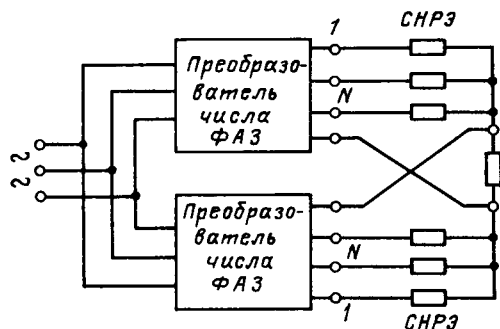 1
СНРЭ
Преобразо-
ватель
числа
ФАЗ
N
~
~
Преобразо-
ватель
числа
ФАЗ
N
1
СНРЭ